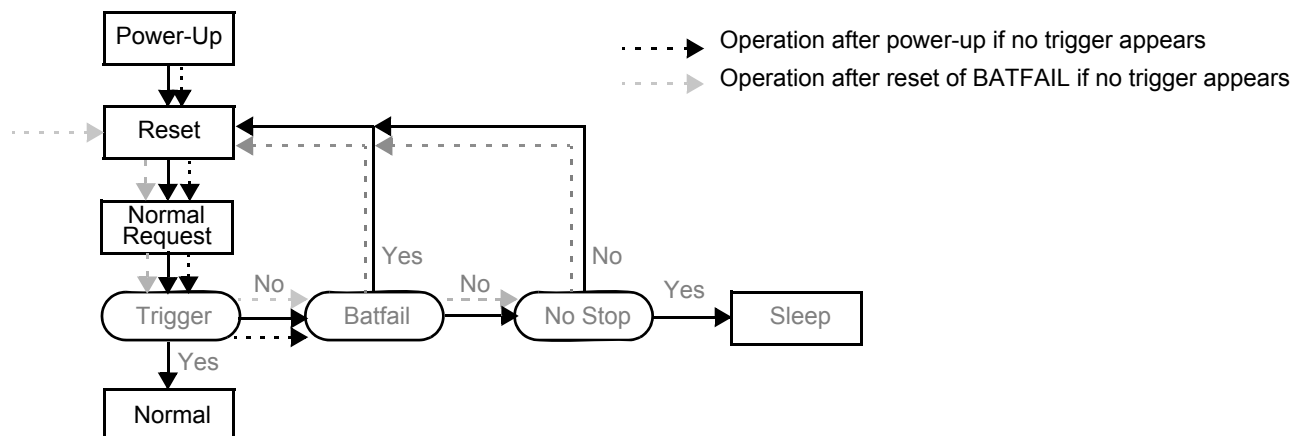 Power-Up
Operation after power-up if no trigger appears
Operation after reset of BATFAIL if no trigger appears
Reset
Normal
Request
Yes
No
No
No
Yes
Trigger
Batfail
No Stop
Sleep
Yes
Normal